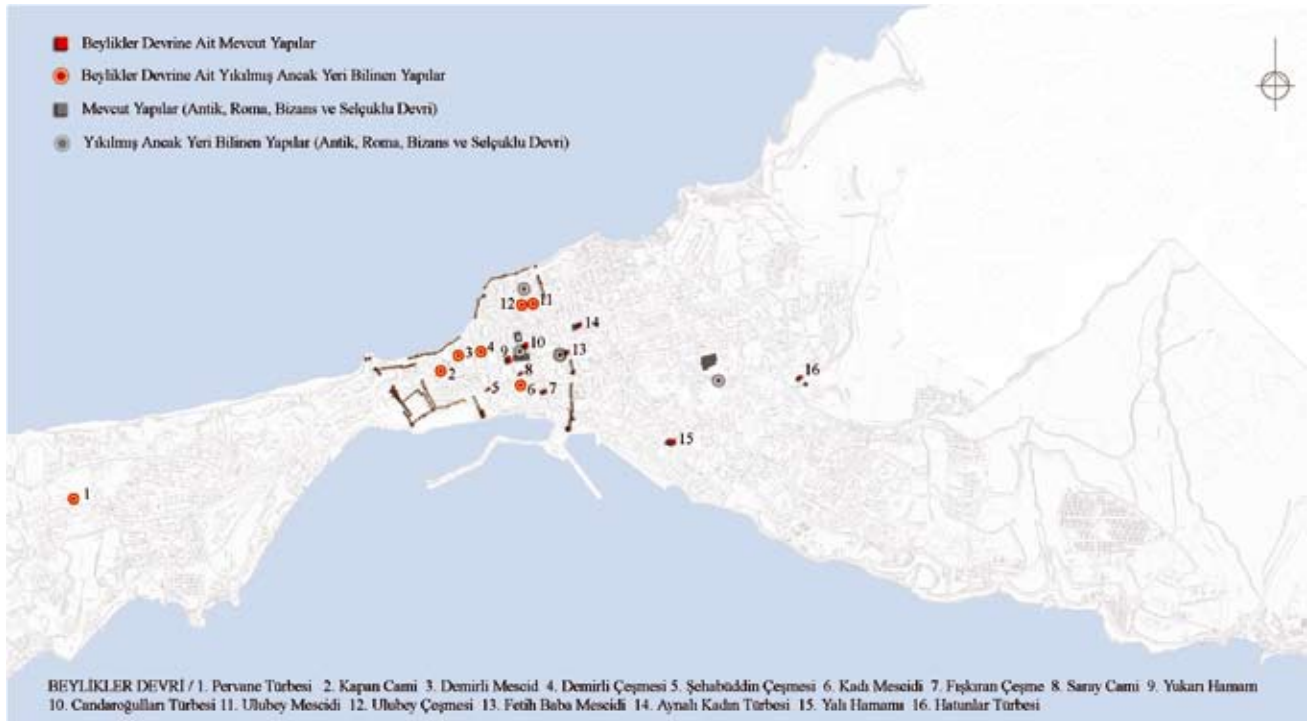 Beylikler Devrine Ait Mevcut Yapılar
Beylikler Devrine Ait Yıkılmış Ancak Yeri Bilinen Yapılar
Mevcut Yapılar (Antik, Roma, Bizans ve Selçuklu Devri)
Yıkılmış Ancak Yeri Bilinen Yapılar (Antik, Roma, Bizans ve Selçuklu Devri)
12 11
14
10
3 4 9 13
2 8 16
5 6 7
15
1
BEYLİKLER DEVRİ / 1. Pervane Türbesi 2. Kapan Cami 3. Demirli Mescid 4. Demirli Çeşmesi 5. Şehabüddin Çeşmesi 6. Kadı Mescidi 7. Fışkıran Çeşme 8. Saray Cami 9. Yukarı Hamam
10. Candaroğulları Türbesi 11. Ulubey Mescidi 12. Ulubey Çeşmesi 13. Fetih Baba Mescidi 14. Aynalı Kadın Türbesi 15. Yalı Hamamı 16. Hatunlar Türbesi